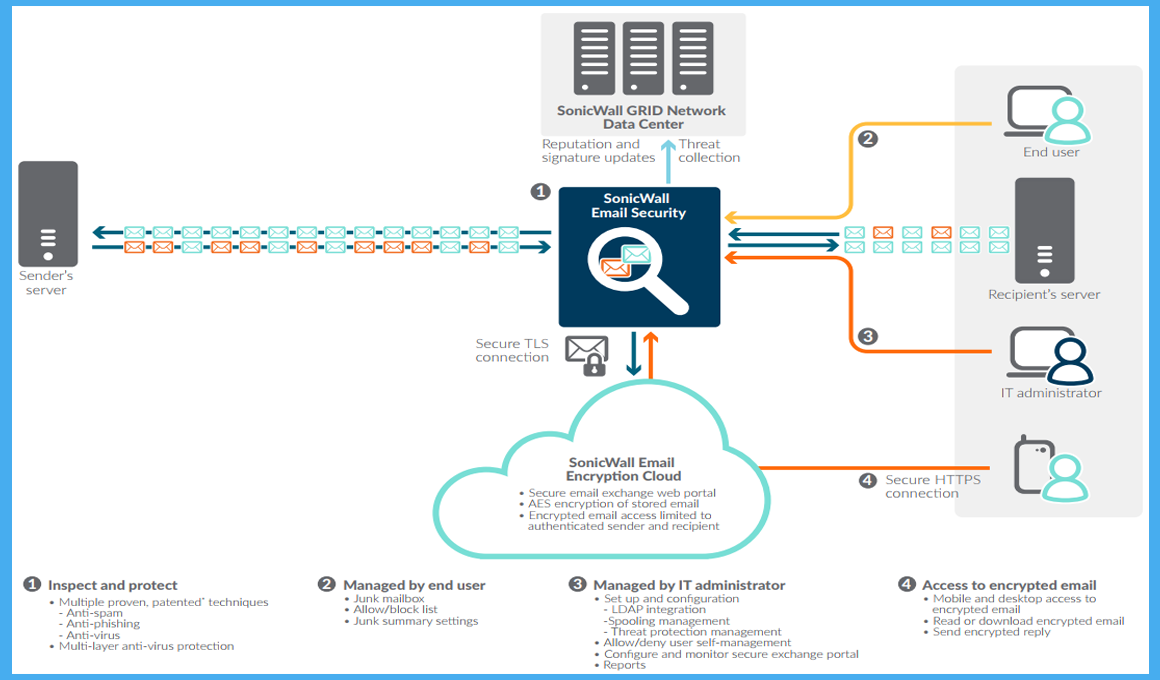 SonicWall GRID Network
Data Center
Reputation and
signature updates
Threat
collection
2
End user
1
SonicWall
Email Security
Sender's
server
Recipient's server
Secure TLS
connection
3
IT administrator
SonicWall Email
Encryption Cloud
• Secure email exchange web portal
• AES encryption of stored email
• Encrypted email access limited to
authenticated sender and recipient
4 Secure HTTPS
connection
1 Inspect and protect
• Multiple proven, patented* techniques
- Anti-spam
- Anti-phishing
- Anti-virus
• Multi-layer anti-virus protection
2 Managed by end user
• Junk mailbox
• Allow/block list
• Junk summary settings
3 Managed by IT administrator
• Set up and configuration
- LDAP integration
-Spooling management
- Threat protection management
• Allow/deny user self-management
• Configure and monitor secure exchange portal
• Reports
4 Access to encrypted email
• Mobile and desktop access to
encrypted email
• Read or download encrypted email
• Send encrypted reply